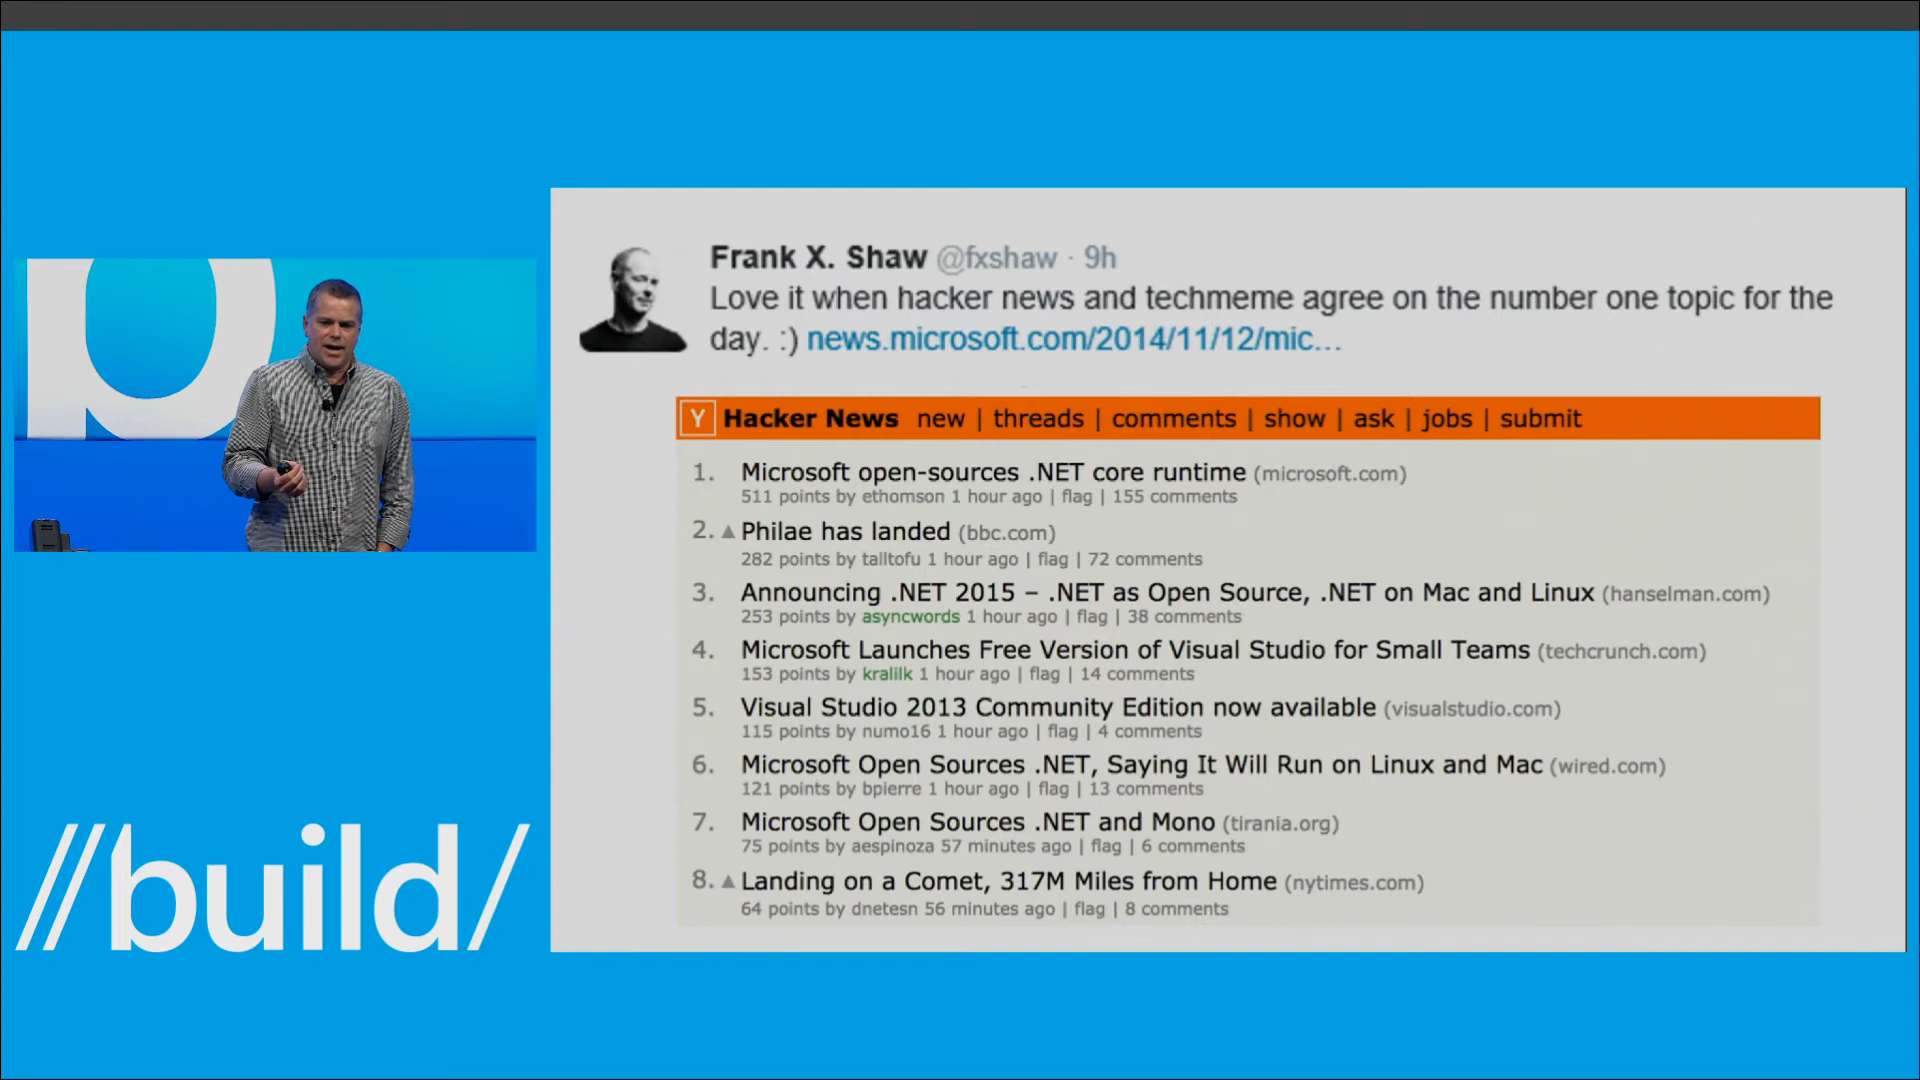 Frank X. Shaw @fxshaw · 9h
Love it when hacker news and techmeme agree on the number one topic for the
day. :) news.microsoft.com/2014/11/12/mic...
Y Hacker News new | threads | comments | show | ask | jobs | submit
1. Microsoft open-sources .NET core runtime (microsoft.com)
511 points by ethomson 1 hour ago | flag | 155 comments
2. ▲ Philae has landed (bbc.com)
282 points by talltofu 1 hour ago | flag | 72 comments
3. Announcing .NET 2015 – .NET as Open Source, .NET on Mac and Linux (hanselman.com)
253 points by asyncwords 1 hour ago | flag | 38 comments
4. Microsoft Launches Free Version of Visual Studio for Small Teams (techcrunch.com)
153 points by kralilk 1 hour ago | flag | 14 comments
5. Visual Studio 2013 Community Edition now available (visualstudio.com)
115 points by numo16 1 hour ago | flag | 4 comments
6. Microsoft Open Sources .NET, Saying It Will Run on Linux and Mac (wired.com)
121 points by bpierre 1 hour ago | flag | 13 comments
7. Microsoft Open Sources .NET and Mono (tirania.org)
75 points by aespinoza 57 minutes ago | flag | 6 comments
8. ▲ Landing on a Comet, 317M Miles from Home (nytimes.com)
64 points by dnetesn 56 minutes ago | flag | 8 comments
//build/